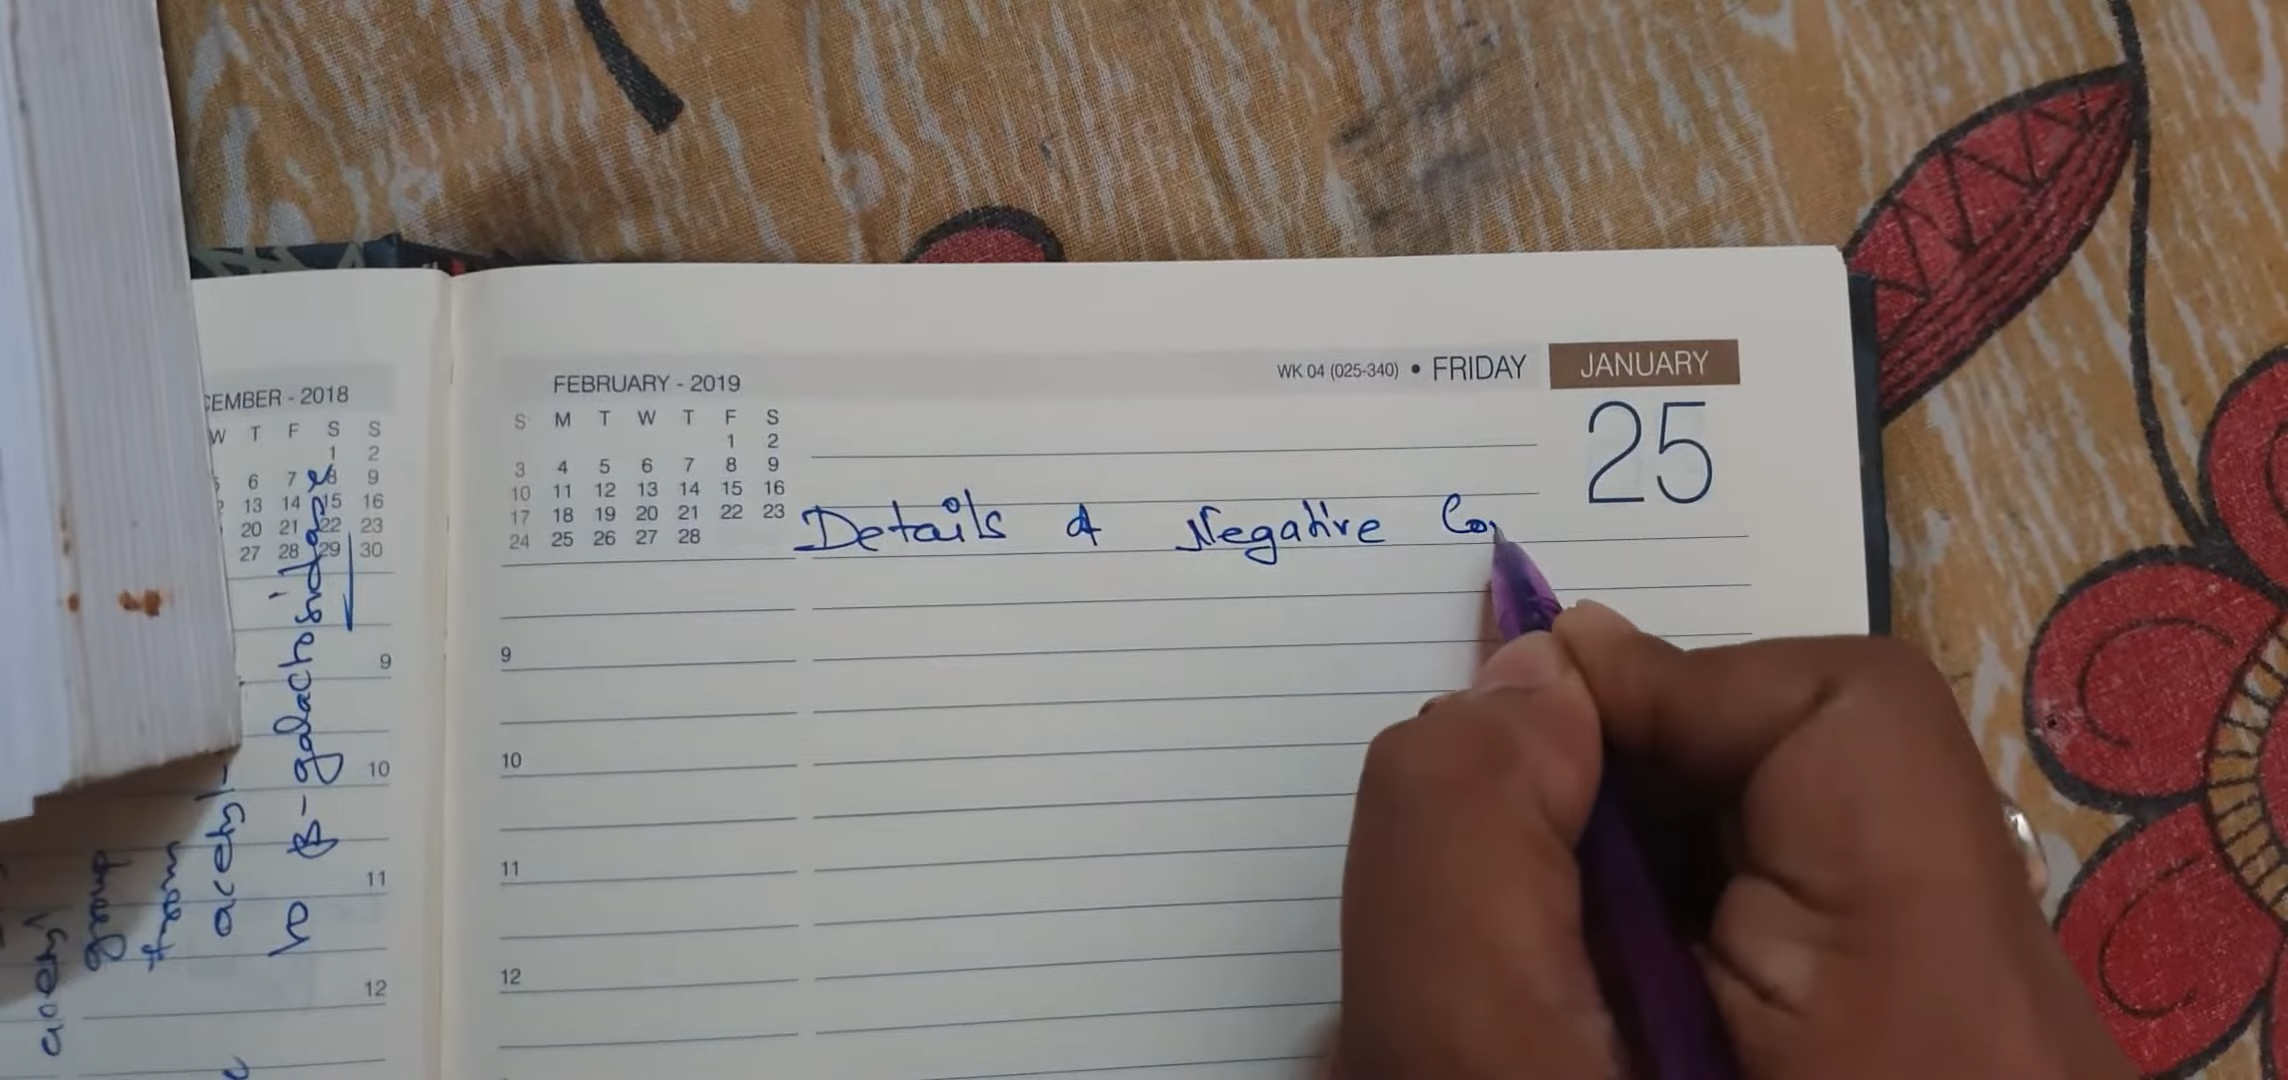 CEMBER - 2018
W T F S S
1 2
6 7 8 9
13 14 15 16
20 21 22 23
27 28 29 30
9
10
11
12
acetyl
group
from
acetyl-
to β-galactosidase
FEBRUARY - 2019
S M T W T F S
1 2
3 4 5 6 7 8 9
10 11 12 13 14 15 16
17 18 19 20 21 22 23
24 25 26 27 28
WK 04 (025-340) • FRIDAY
JANUARY
25
Details of Negative Con
9
10
11
12